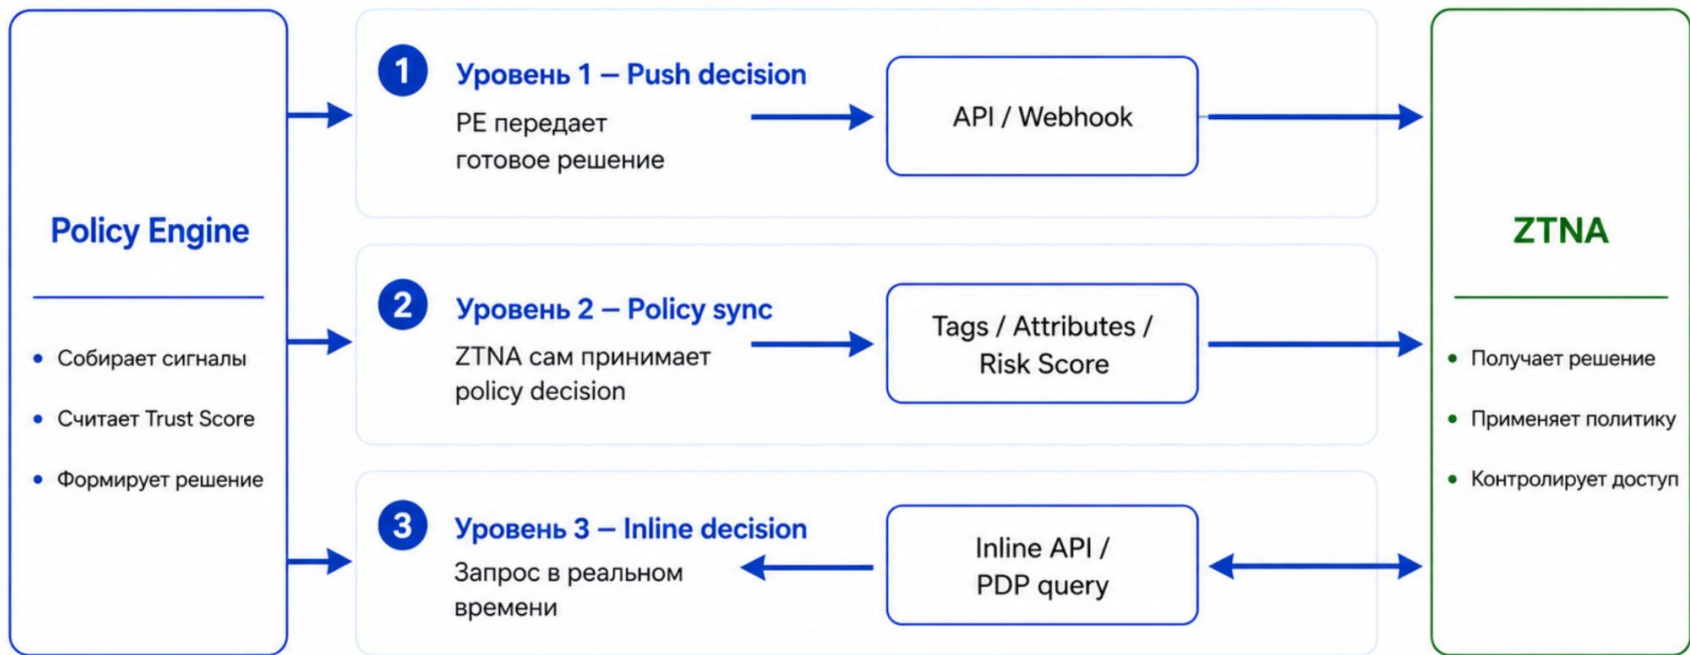 Policy Engine
• Собирает сигналы
• Считает Trust Score
• Формирует решение
1
Уровень 1 – Push decision
PE передает
готовое решение
API / Webhook
2
Уровень 2 – Policy sync
ZTNA сам принимает
policy decision
Tags / Attributes /
Risk Score
3
Уровень 3 – Inline decision
Запрос в реальном
времени
Inline API /
PDP query
ZTNA
• Получает решение
• Применяет политику
• Контролирует доступ